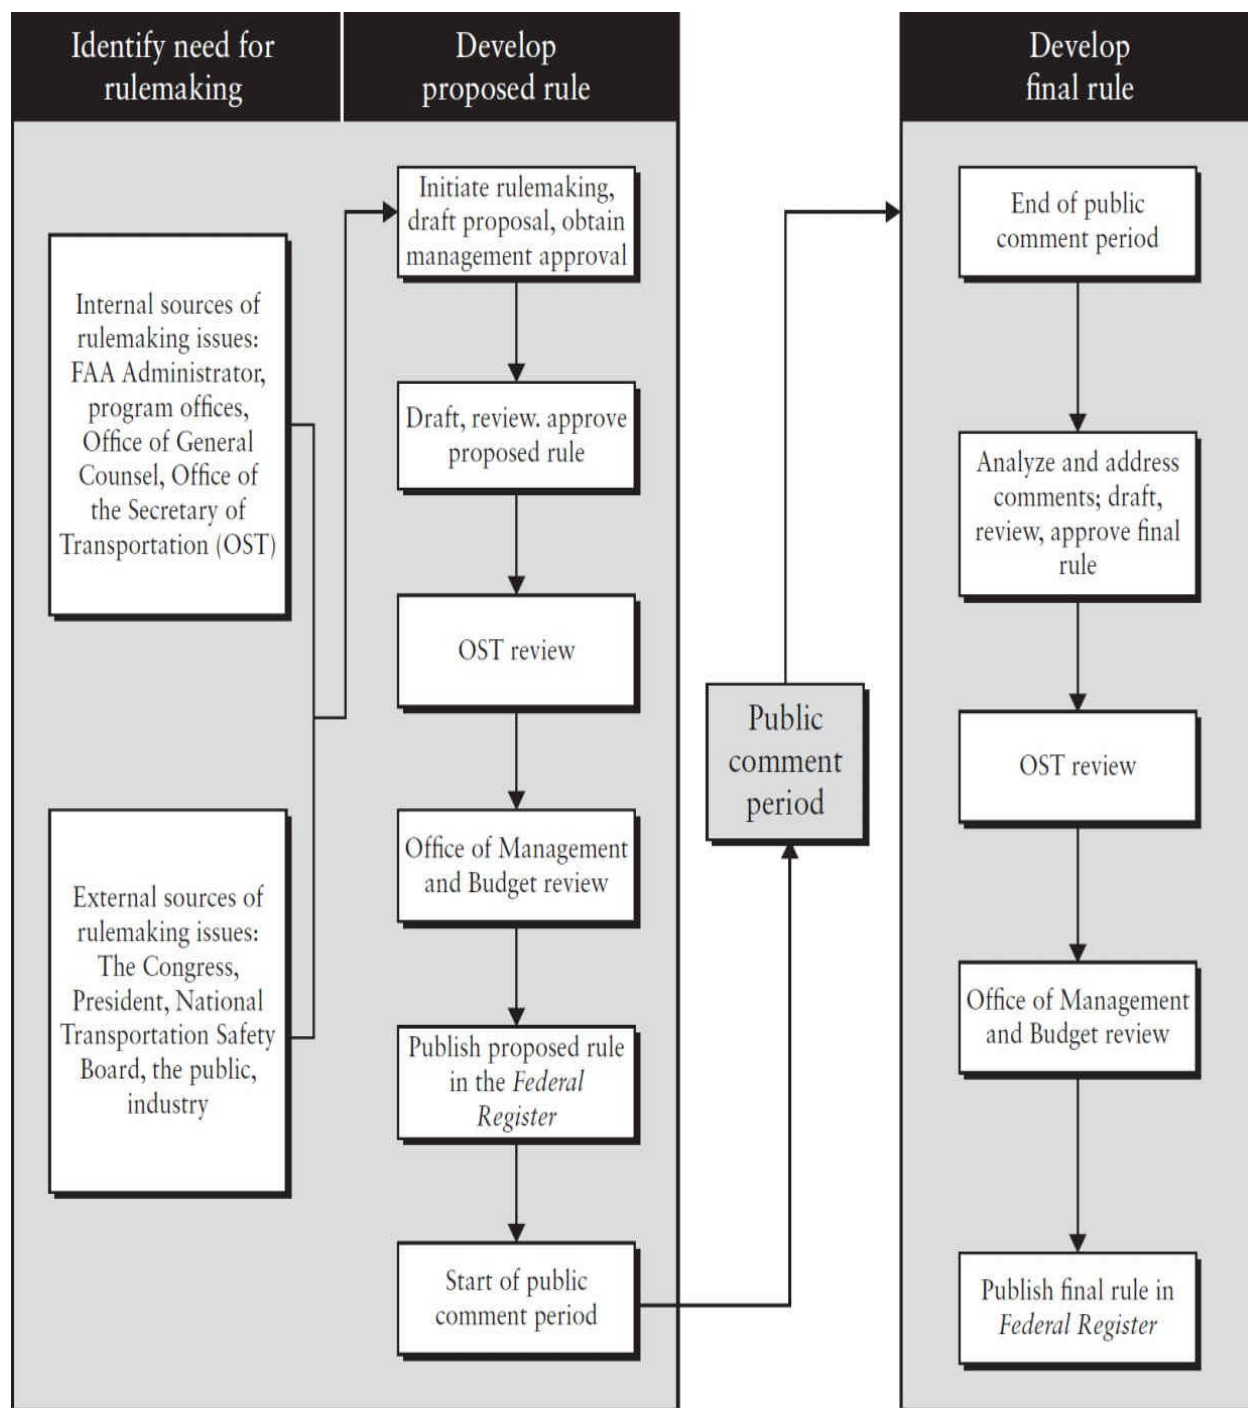 Identify need for
rulemaking
Internal sources of
rulemaking issues:
FAA Administrator,
program offices,
Office of General
Counsel, Office of
the Secretary of
Transportation (OST)
External sources of
rulemaking issues:
The Congress,
President, National
Transportation Safety
Board, the public,
industry
Develop
proposed rule
Initiate rulemaking,
draft proposal, obtain
management approval
Draft, review. approve
proposed rule
OST review
Office of Management
and Budget review
Publish proposed rule
in the Federal
Register
Start of public
comment period
Public
comment
period
Develop
final rule
End of public
comment period
Analyze and address
comments; draft,
review, approve final
rule
OST review
Office of Management
and Budget review
Publish final rule in
Federal Register